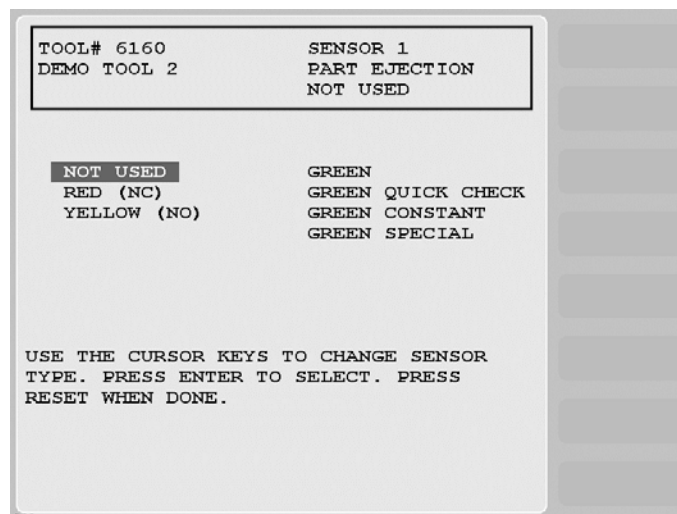 TOOL# 6160 SENSOR 1
DEMO TOOL 2 PART EJECTION
NOT USED
NOT USED GREEN
RED (NC) GREEN QUICK CHECK
YELLOW (NO) GREEN CONSTANT
GREEN SPECIAL
USE THE CURSOR KEYS TO CHANGE SENSOR
TYPE. PRESS ENTER TO SELECT. PRESS
RESET WHEN DONE.